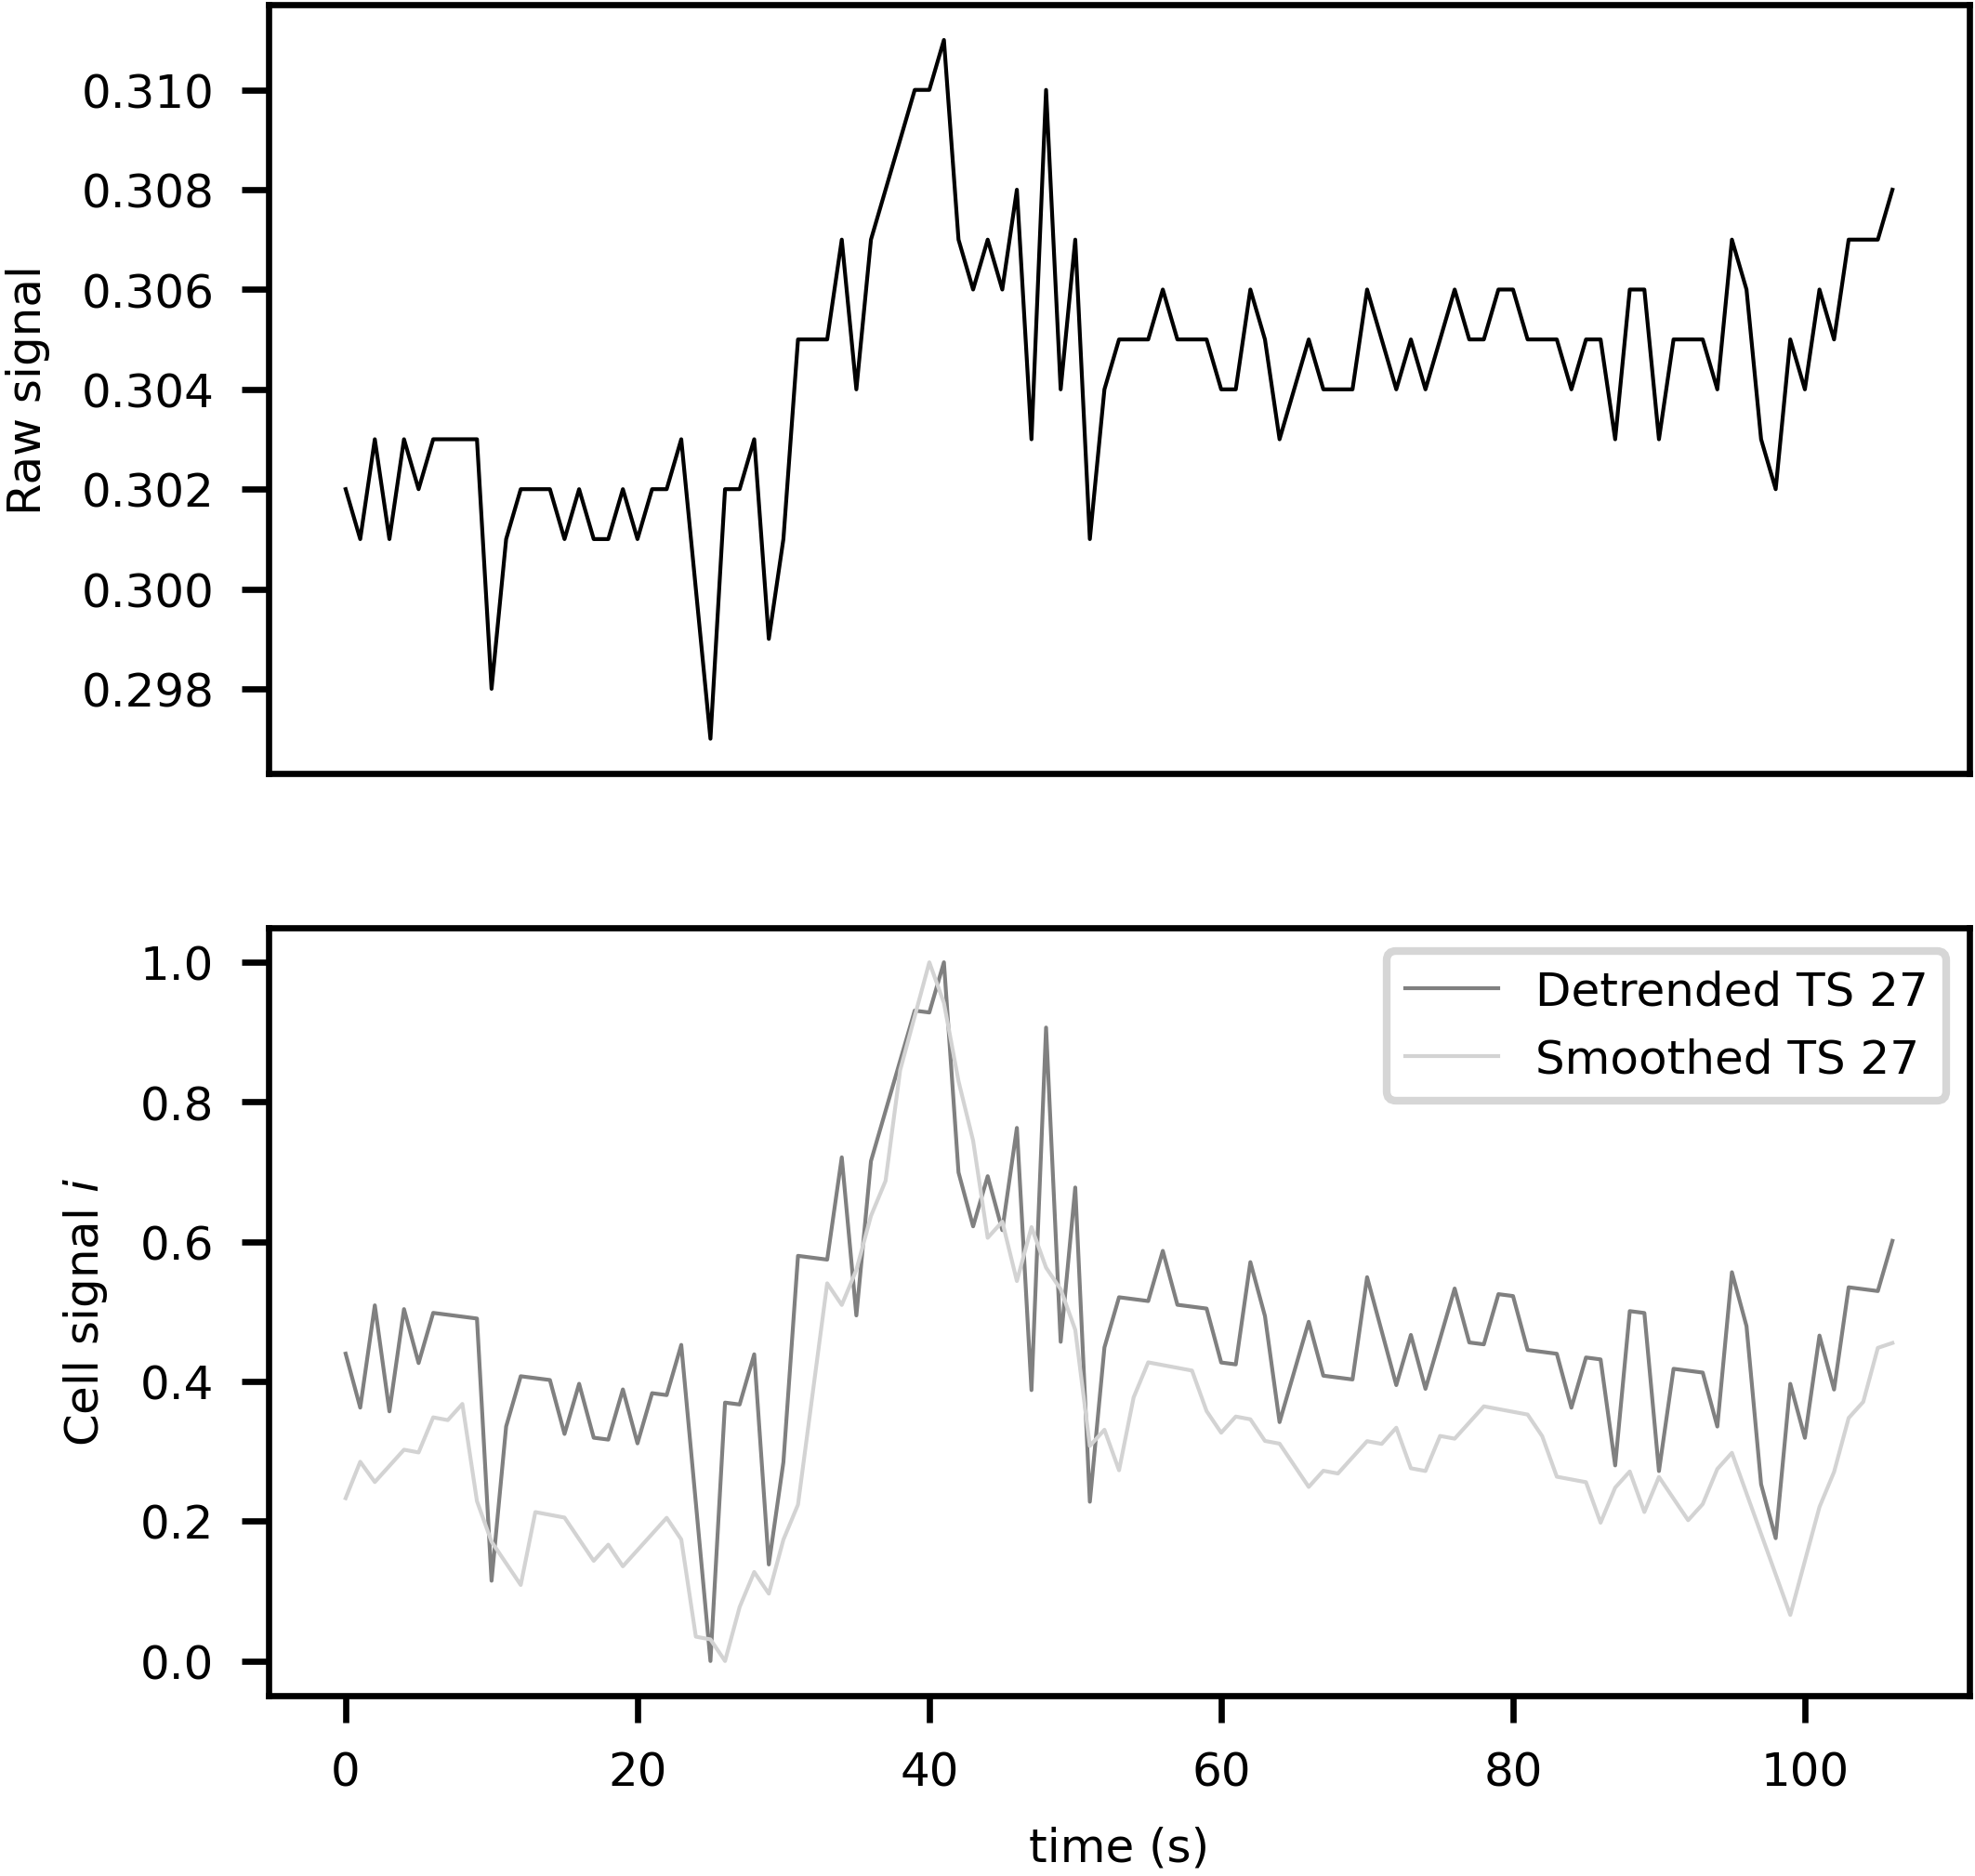 Raw signal
0.310
0.308
0.306
0.304
0.302
0.300
0.298
Cell signal i
1.0
0.8
0.6
0.4
0.2
0.0
Detrended TS 27
Smoothed TS 27
0 20 40 60 80 100
time (s)